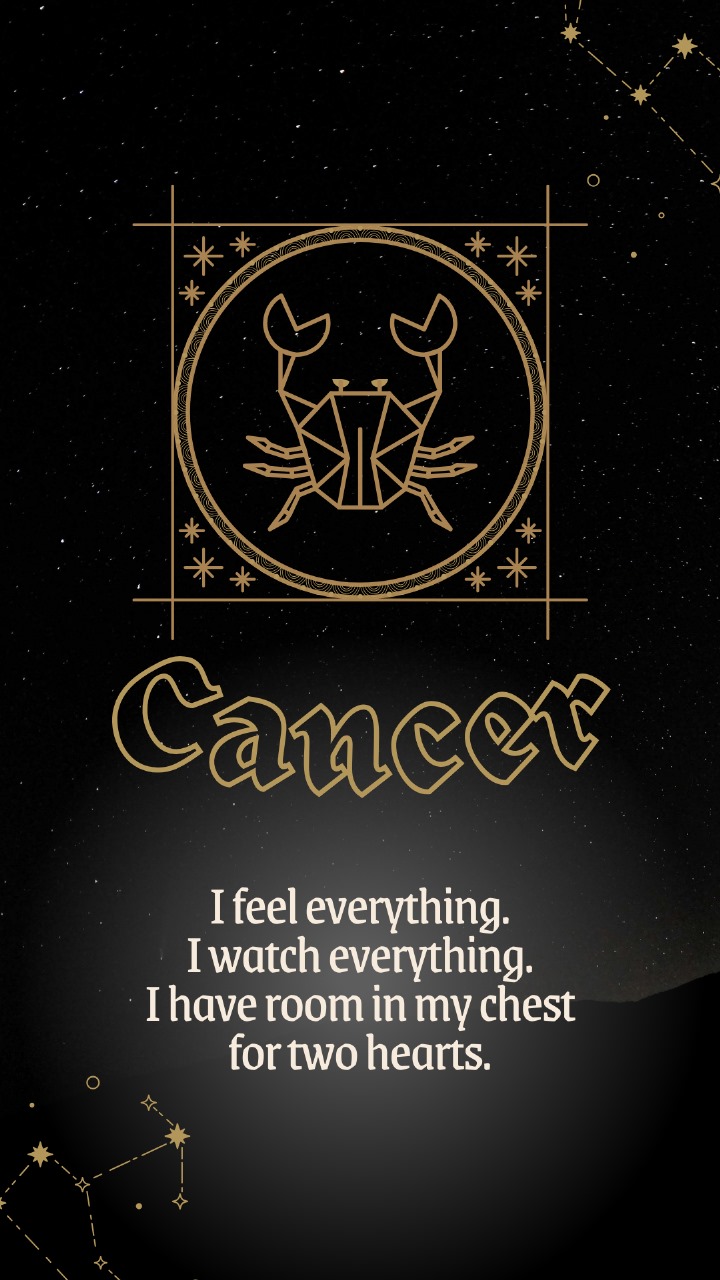 Cancer
I feel everything.
I watch everything.
I have room in my chest
for two hearts.